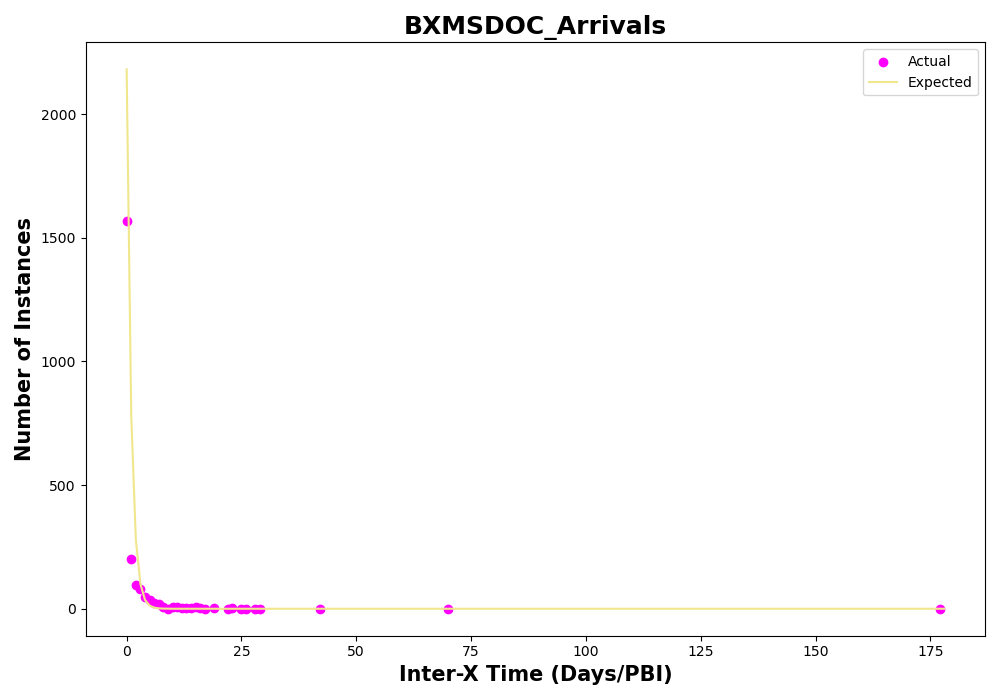 BXMSDOC_Arrivals
Actual
Expected
Number of Instances
2000
1500
1000
500
0
0 25 50 75 100 125 150 175
Inter-X Time (Days/PBI)